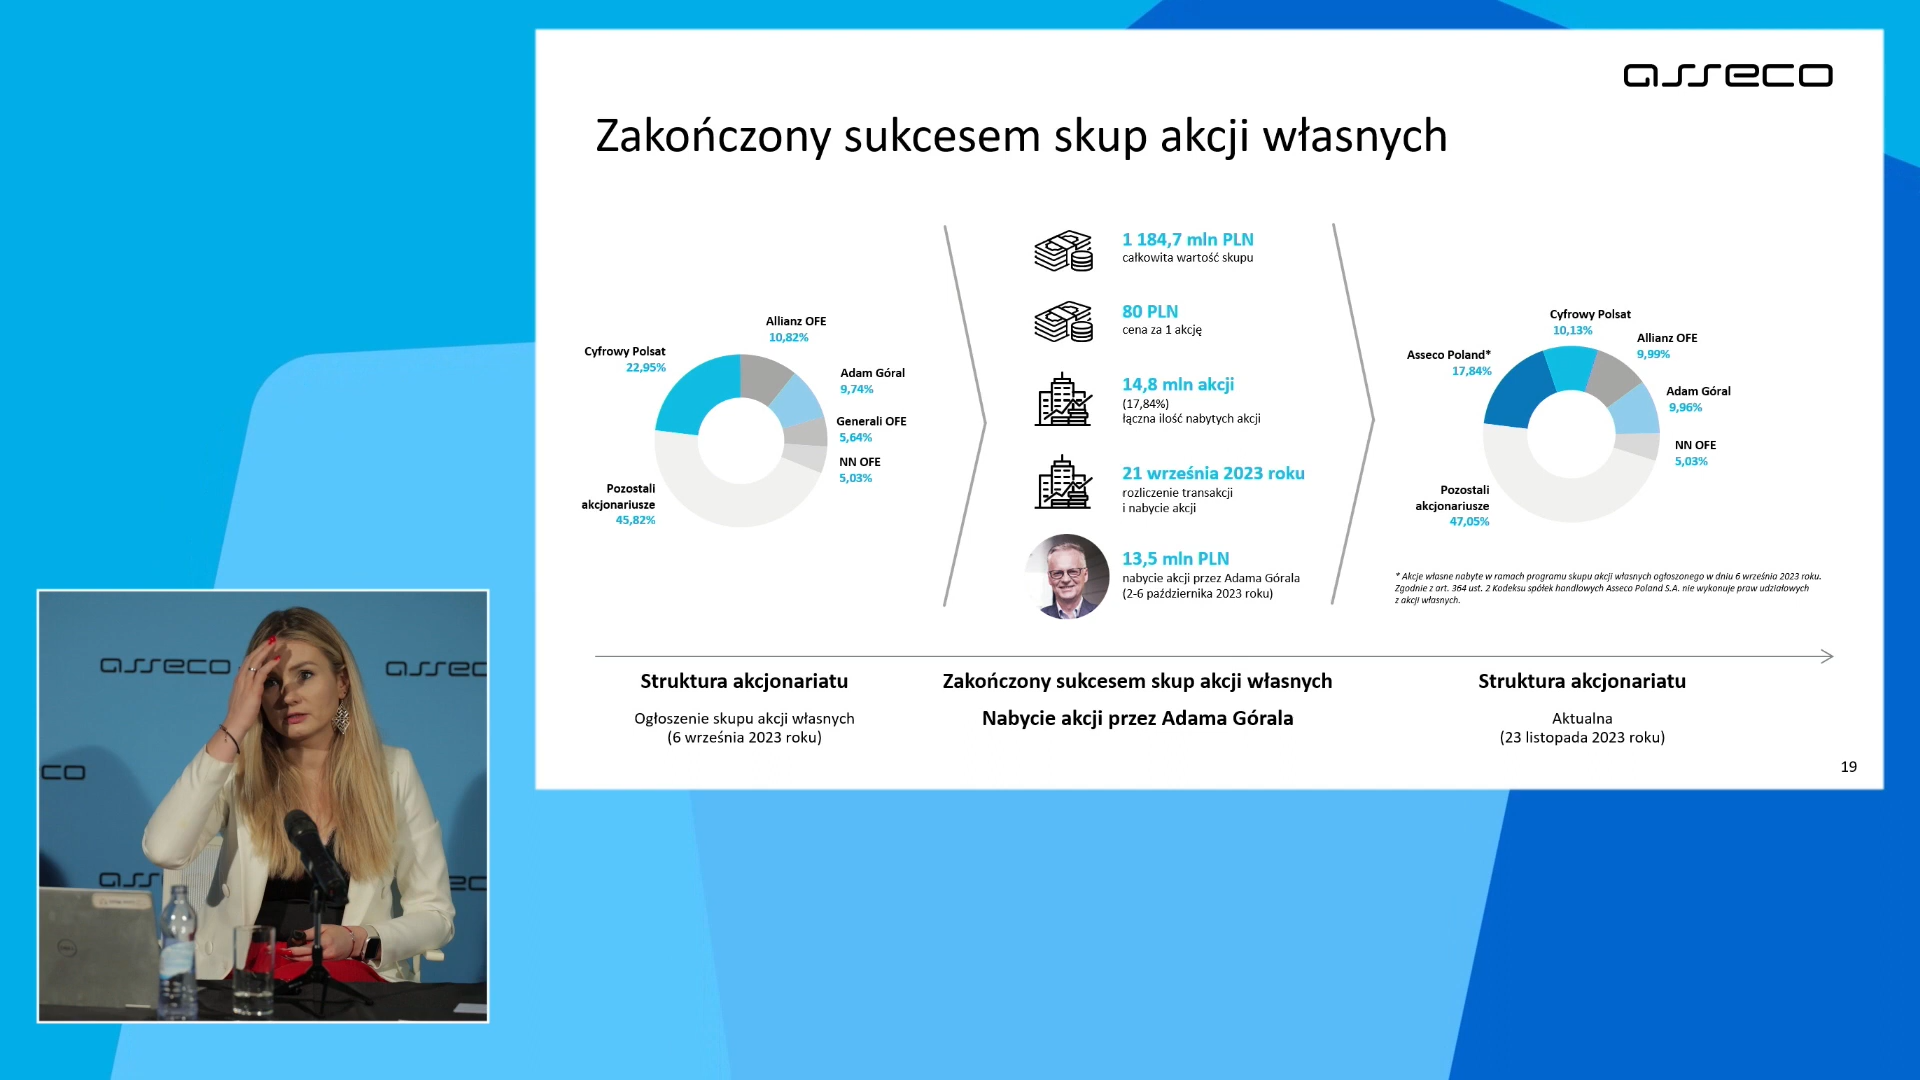 asseco
Zakończony sukcesem skup akcji własnych
Allianz OFE
10,82%
Cyfrowy Polsat
22,95%
Adam Góral
9,74%
Generali OFE
5,64%
NN OFE
5,03%
Pozostali
akcjonariusze
45,82%
1 184,7 mln PLN
całkowita wartość skupu
80 PLN
cena za 1 akcję
14,8 mln akcji
(17,84%)
łączna ilość nabytych akcji
21 września 2023 roku
rozliczenie transakcji
i nabycie akcji
13,5 mln PLN
nabycie akcji przez Adama Górala
(2-6 października 2023 roku)
Cyfrowy Polsat
10,13%
Allianz OFE
9,99%
Asseco Poland*
17,84%
Adam Góral
9,96%
NN OFE
5,03%
Pozostali
akcjonariusze
47,05%
* Akcje własne nabyte w ramach programu skupu akcji własnych ogłoszonego w dniu 6 września 2023 roku.
Zgodnie z art. 364 ust. 2 Kodeksu spółek handlowych Asseco Poland S.A. nie wykonuje praw udziałowych
z akcji własnych.
Struktura akcjonariatu
Ogłoszenie skupu akcji własnych
(6 września 2023 roku)
Zakończony sukcesem skup akcji własnych
Nabycie akcji przez Adama Górala
Struktura akcjonariatu
Aktualna
(23 listopada 2023 roku)
19
asseco
assec
co
ass
ec
DELL